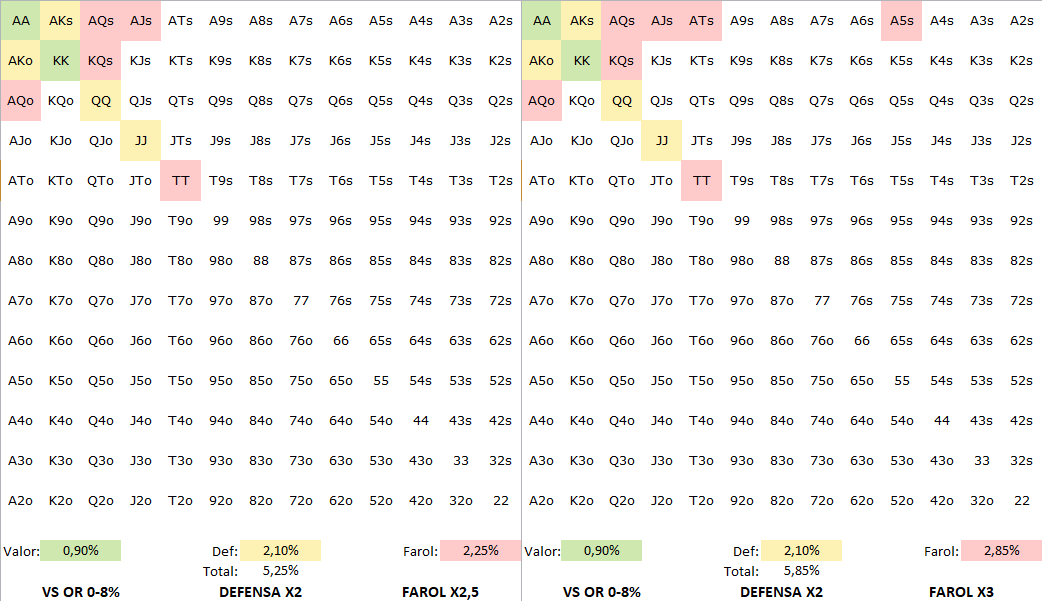 AA AKs AQs AJs ATs A9s A8s A7s A6s A5s A4s A3s A2s AA AKs AQs AJs ATs A9s A8s A7s A6s A5s A4s A3s A2s
AKo KK KQs KJs KTs K9s K8s K7s K6s K5s K4s K3s K2s AKo KK KQs KJs KTs K9s K8s K7s K6s K5s K4s K3s K2s
AQo KQo QQ QJs QTs Q9s Q8s Q7s Q6s Q5s Q4s Q3s Q2s AQo KQo QQ QJs QTs Q9s Q8s Q7s Q6s Q5s Q4s Q3s Q2s
AJo KJo QJo JJ JTs J9s J8s J7s J6s J5s J4s J3s J2s AJo KJo QJo JJ JTs J9s J8s J7s J6s J5s J4s J3s J2s
ATo KTo QTo JTo TT T9s T8s T7s T6s T5s T4s T3s T2s ATo KTo QTo JTo TT T9s T8s T7s T6s T5s T4s T3s T2s
A9o K9o Q9o J9o T9o 99 98s 97s 96s 95s 94s 93s 92s A9o K9o Q9o J9o T9o 99 98s 97s 96s 95s 94s 93s 92s
A8o K8o Q8o J8o T8o 98o 88 87s 86s 85s 84s 83s 82s A8o K8o Q8o J8o T8o 98o 88 87s 86s 85s 84s 83s 82s
A7o K7o Q7o J7o T7o 97o 87o 77 76s 75s 74s 73s 72s A7o K7o Q7o J7o T7o 97o 87o 77 76s 75s 74s 73s 72s
A6o K6o Q6o J6o T6o 96o 86o 76o 66 65s 64s 63s 62s A6o K6o Q6o J6o T6o 96o 86o 76o 66 65s 64s 63s 62s
A5o K5o Q5o J5o T5o 95o 85o 75o 65o 55 54s 53s 52s A5o K5o Q5o J5o T5o 95o 85o 75o 65o 55 54s 53s 52s
A4o K4o Q4o J4o T4o 94o 84o 74o 64o 54o 44 43s 42s A4o K4o Q4o J4o T4o 94o 84o 74o 64o 54o 44 43s 42s
A3o K3o Q3o J3o T3o 93o 83o 73o 63o 53o 43o 33 32s A3o K3o Q3o J3o T3o 93o 83o 73o 63o 53o 43o 33 32s
A2o K2o Q2o J2o T2o 92o 82o 72o 62o 52o 42o 32o 22 A2o K2o Q2o J2o T2o 92o 82o 72o 62o 52o 42o 32o 22
Valor: 0,90% Def: 2,10% Farol: 2,25% Valor: 0,90% Def: 2,10% Farol: 2,85%
Total: 5,25% Total: 5,85%
VS OR 0-8% DEFENSA X2 FAROL X2,5 VS OR 0-8% DEFENSA X2 FAROL X3